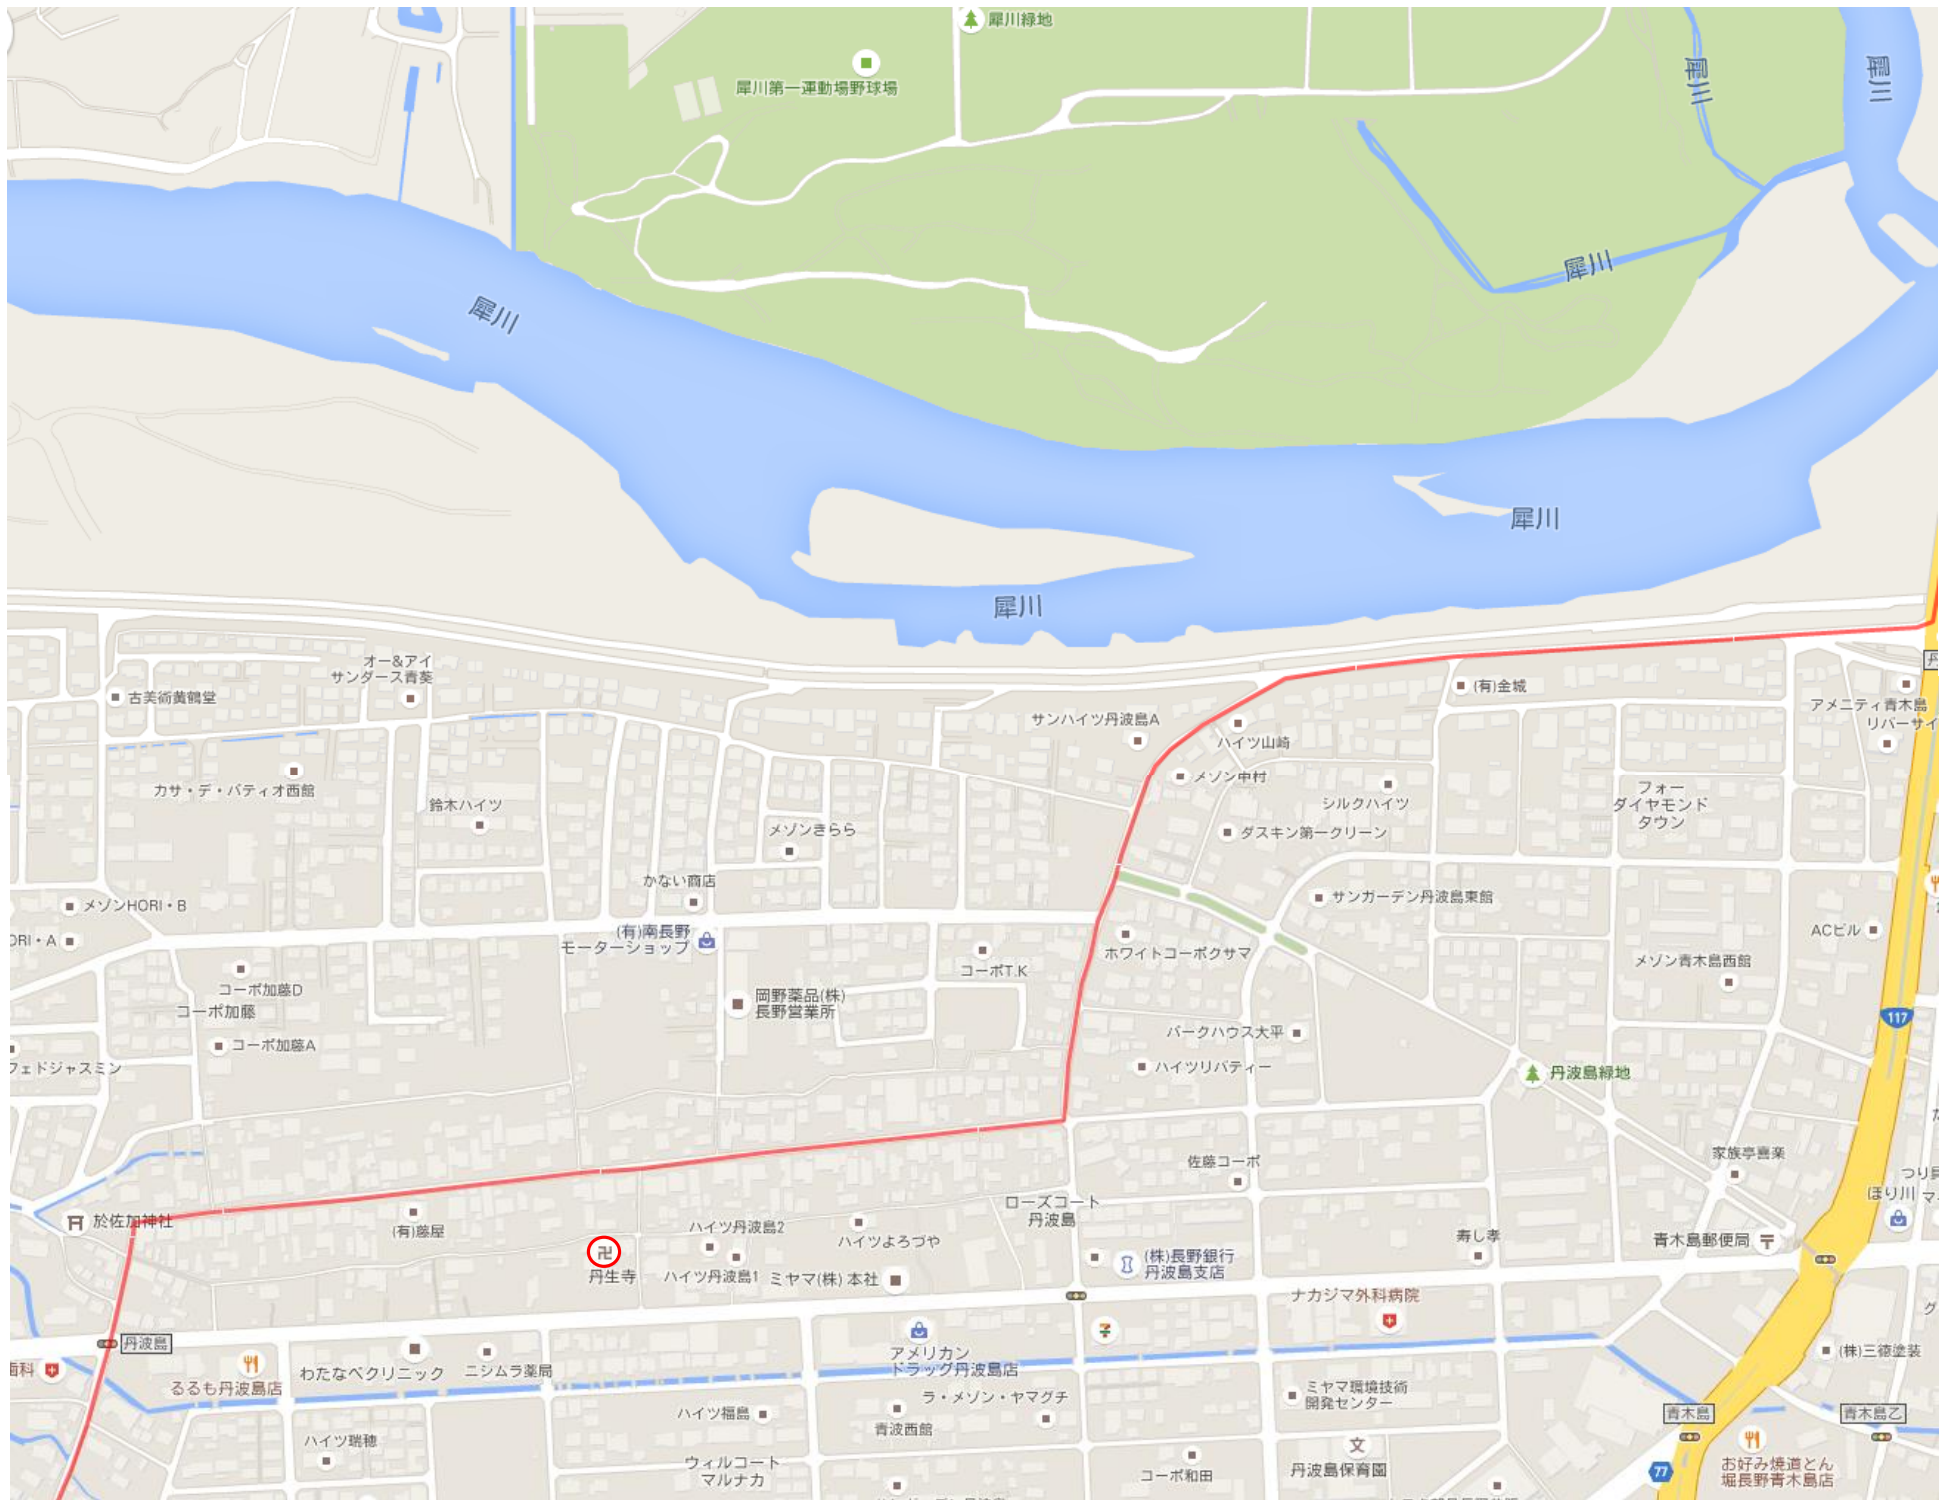 犀川緑地
犀川第一運動場野球場
犀川
犀川
犀川
犀川
犀川
犀川
オー&アイ
サンダース青葵
古美術黄鶴堂
(有)金城
アメニティ青木島
リバーサイ
サンハイツ丹波島A
ハイツ山崎
メゾン中村
カサ・デ・パティオ西館
鈴木ハイツ
シルクハイツ
フォー
ダイヤモンド
タウン
メゾンきらら
ダスキン第一クリーン
かない商店
サンガーデン丹波島東館
メゾンHORI・B
ORI・A
(有)南長野
モーターショップ
ACビル
ホワイトコーポクサマ
コーポT.K
メゾン青木島西館
コーポ加藤D
コーポ加藤
岡野薬品(株)
長野営業所
117
コーポ加藤A
パークハウス大平
フェドジャスミン
ハイツリバティー
丹波島緑地
佐藤コーポ
家族亭喜楽
つり具
ほり川
マ
ローズコート
丹波島
於佐加神社
(有)藤屋
ハイツ丹波島2
ハイツよろづや
寿し孝
青木島郵便局
丹生寺
ハイツ丹波島1
ミヤマ(株) 本社
(株)長野銀行
丹波島支店
ナカジマ外科病院
丹波島
歯科
わたなべクリニック
ニシムラ薬局
アメリカン
ドラッグ丹波島店
(株)三徳塗装
るるも丹波島店
ラ・メゾン・ヤマグチ
ミヤマ環境技術
開発センター
ハイツ福島
青波西館
青木島
青木島乙
ハイツ瑞穂
ウィルコート
マルナカ
コーポ和田
文
丹波島保育園
77
お好み焼道とん
堀長野青木島店